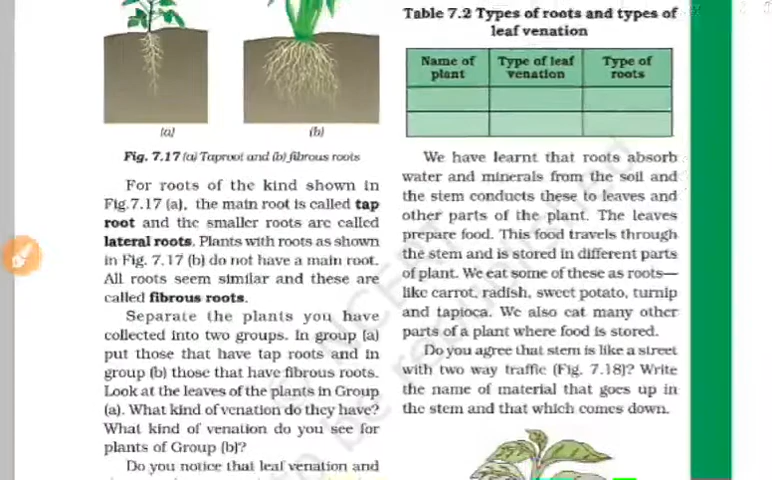 (a)
(b)
Fig. 7.17 (a) Taproot and (b) fibrous roots
For roots of the kind shown in
Fig.7.17 (a), the main root is called tap
root and the smaller roots are called
lateral roots. Plants with roots as shown
in Fig. 7.17 (b) do not have a main root.
All roots seem similar and these are
called fibrous roots.
Separate the plants you have
collected into two groups. In group (a)
put those that have tap roots and in
group (b) those that have fibrous roots.
Look at the leaves of the plants in Group
(a). What kind of venation do they have?
What kind of venation do you see for
plants of Group (b)?
Do you notice that leaf venation and
Table 7.2 Types of roots and types of
leaf venation
Name of plant
Type of leaf venation
Type of roots
We have learnt that roots absorb
water and minerals from the soil and
the stem conducts these to leaves and
other parts of the plant. The leaves
prepare food. This food travels through
the stem and is stored in different parts
of plant. We eat some of these as roots—
like carrot, radish, sweet potato, turnip
and tapioca. We also eat many other
parts of a plant where food is stored.
Do you agree that stem is like a street
with two way traffic (Fig. 7.18)? Write
the name of material that goes up in
the stem and that which comes down.